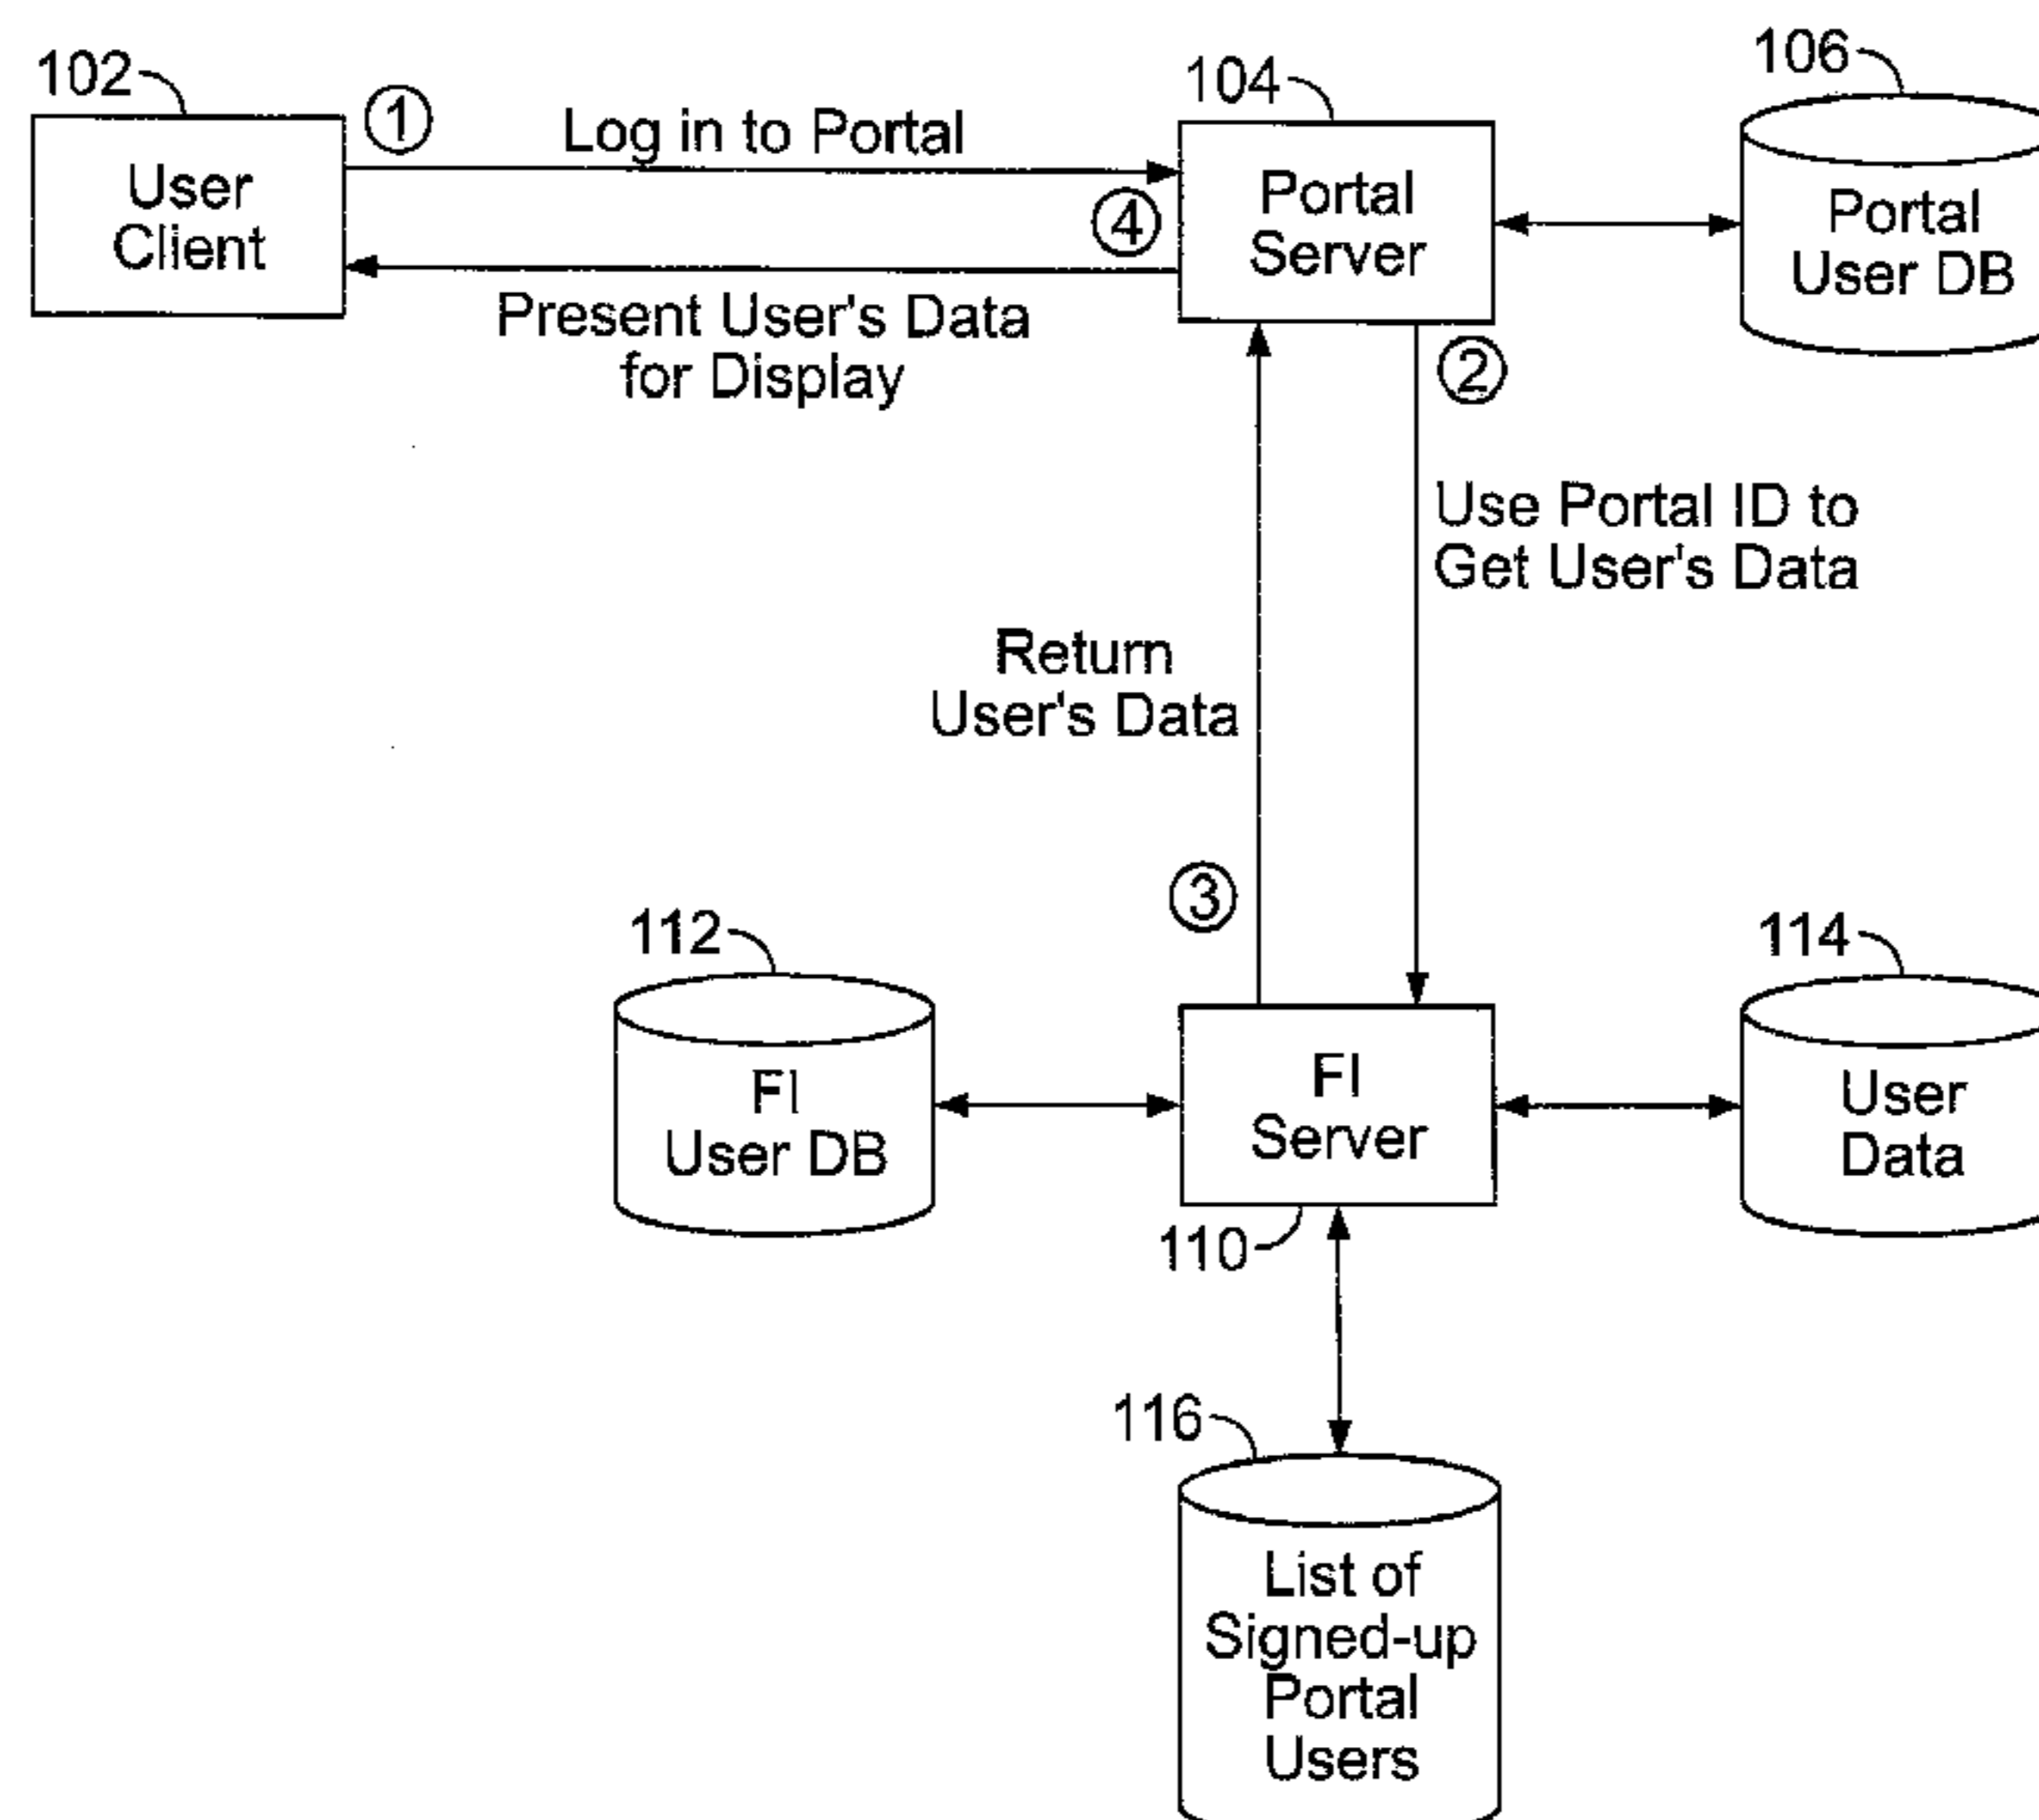 102
104
106
①
Log in to Portal
User
Client
Portal
Server
④
Portal
User DB
Present User's Data
for Display
②
Use Portal ID to
Get User's Data
Return
User's Data
③
112
114
FI
User DB
FI
Server
User
Data
110
116
List of
Signed-up
Portal
Users